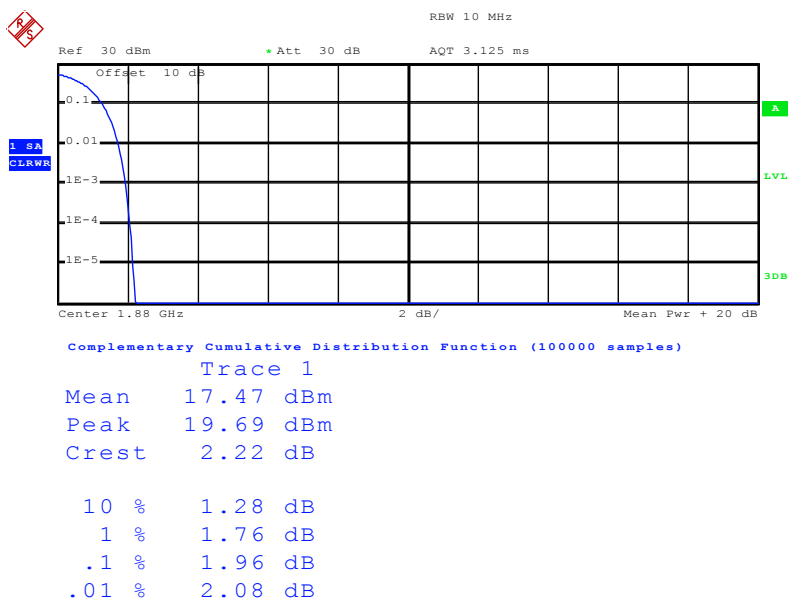 R&S
RBW 10 MHz
Ref 30 dBm * Att 30 dB AQT 3.125 ms
Offset 10 dB
0.1
A
0.01
1 SA
CLRWR
1E-3
LVL
1E-4
1E-5
3DB
Center 1.88 GHz 2 dB/ Mean Pwr + 20 dB
Complementary Cumulative Distribution Function (100000 samples)
Trace 1
Mean 17.47 dBm
Peak 19.69 dBm
Crest 2.22 dB
10 % 1.28 dB
1 % 1.76 dB
.1 % 1.96 dB
.01 % 2.08 dB